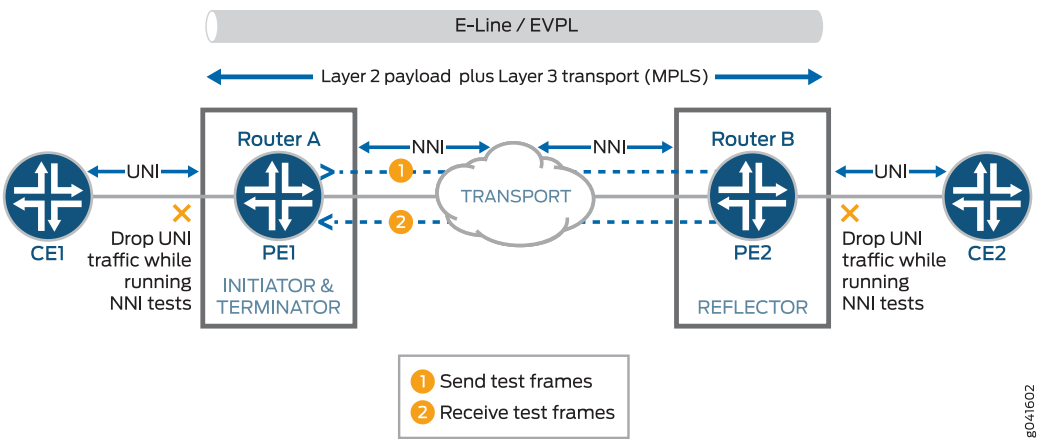 E-Line / EVPL
Layer 2 payload plus Layer 3 transport (MPLS)
Router A
Router B
UNI
NNI
NNI
UNI
1
TRANSPORT
2
CE1
PE1
PE2
CE2
Drop UNI
traffic while
running
NNI tests
INITIATOR &
TERMINATOR
REFLECTOR
Drop UNI
traffic while
running
NNI tests
1 Send test frames
2 Receive test frames
g041602